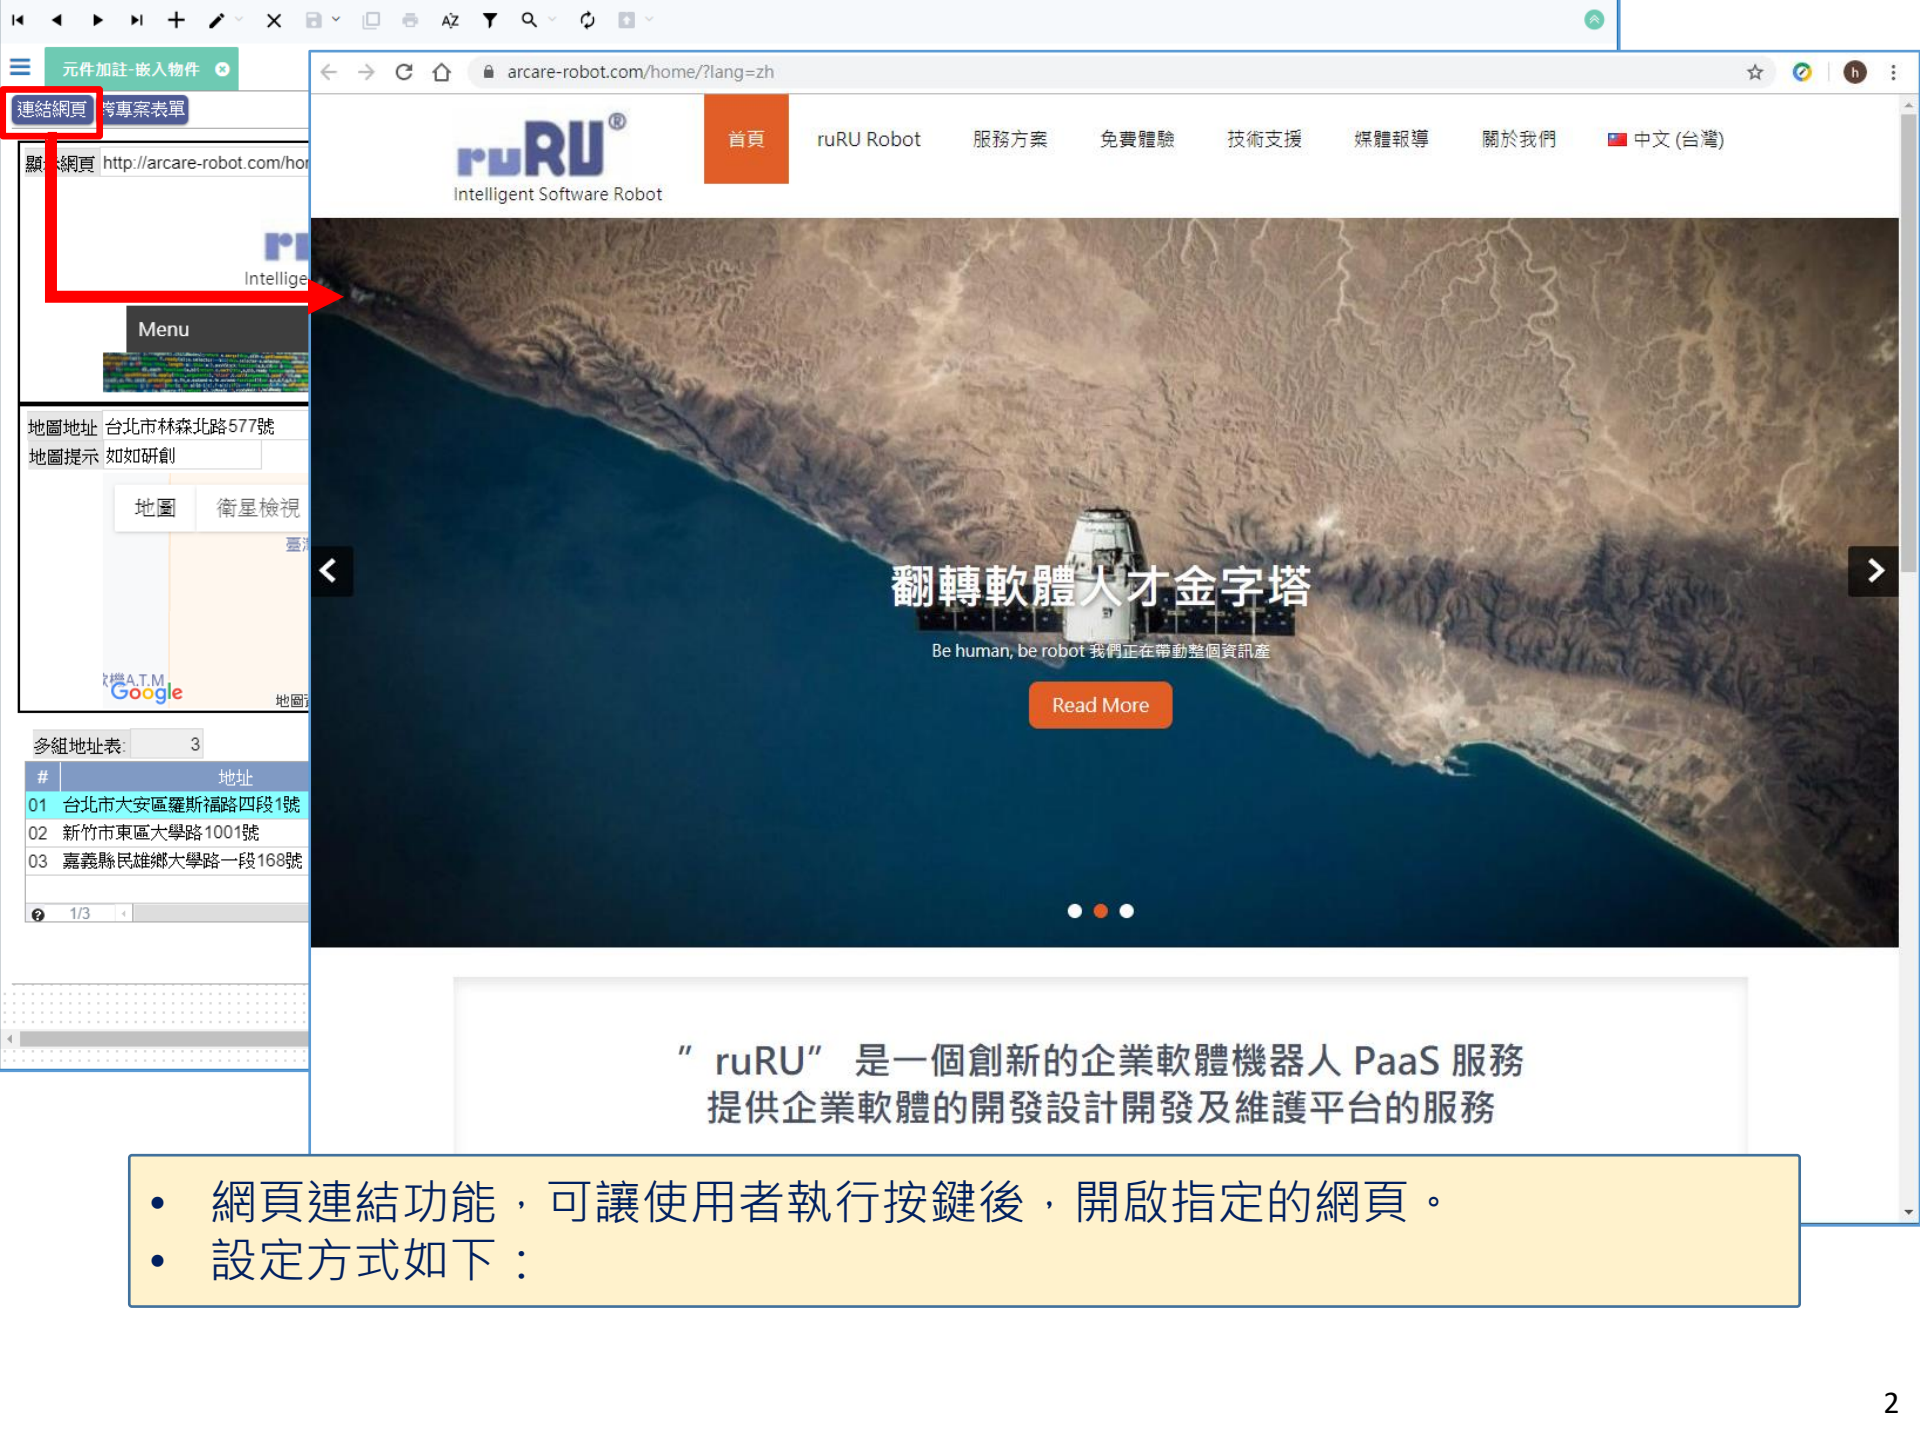 元件加註-嵌入物件
連結網頁
跨專案表單
顯示網頁 http://arcare-robot.com/hor
Intellige
Menu
地圖地址 台北市林森北路577號
地圖提示 如如研創
地圖 衛星檢視
A.T.M
Google
多組地址表: 3
# 地址
01 台北市大安區羅斯福路四段1號
02 新竹市東區大學路1001號
03 嘉義縣民雄鄉大學路一段168號
1/3
arcare-robot.com/home/?lang=zh
h
ruRU®
Intelligent Software Robot
首頁 ruRU Robot 服務方案 免費體驗 技術支援 媒體報導 關於我們 中文 (台灣)
翻轉軟體人才金字塔
Be human, be robot 我們正在帶動整個資訊產
Read More
” ruRU” 是一個創新的企業軟體機器人 PaaS 服務
提供企業軟體的開發設計開發及維護平台的服務
• 網頁連結功能，可讓使用者執行按鍵後，開啟指定的網頁。
• 設定方式如下：
2